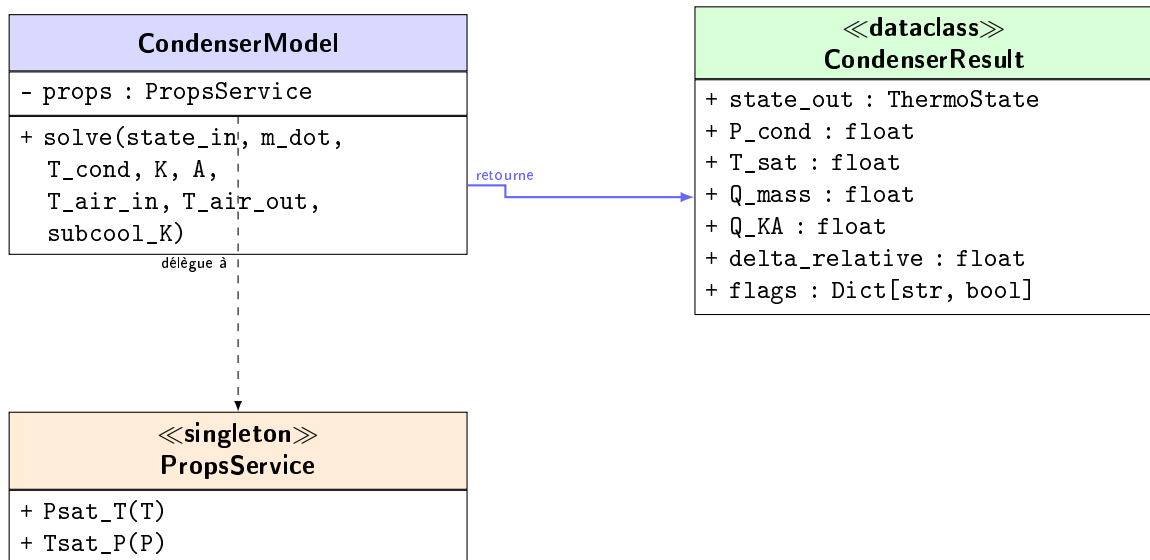 CondenserModel
- props : PropsService
+ solve(state_in, m_dot,
T_cond, K, A,
T_air_in, T_air_out,
subcool_K)
délègue à
retourne
≪dataclass≫
CondenserResult
+ state_out : ThermoState
+ P_cond : float
+ T_sat : float
+ Q_mass : float
+ Q_KA : float
+ delta_relative : float
+ flags : Dict[str, bool]
≪singleton≫
PropsService
+ Psat_T(T)
+ Tsat_P(P)